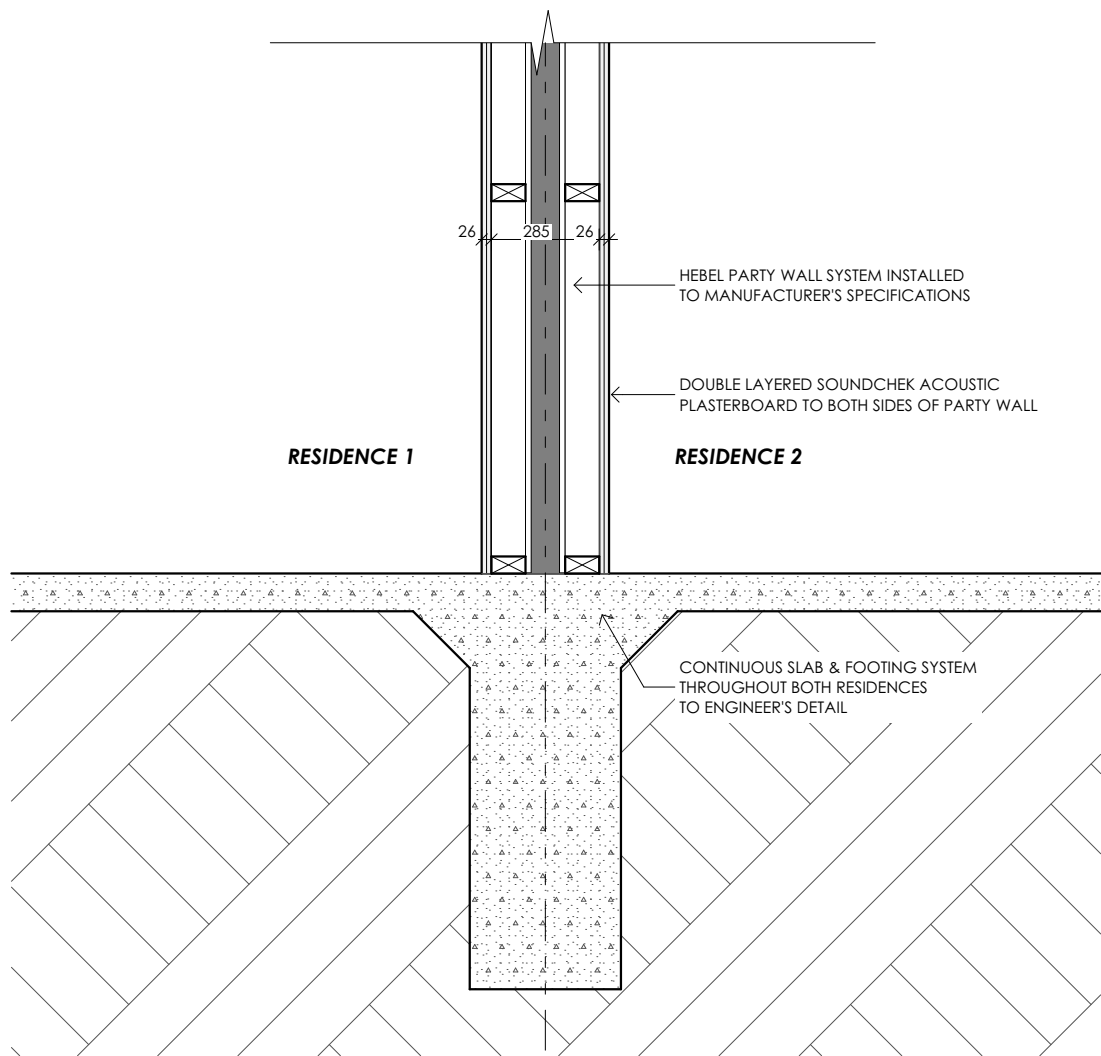 26 285 26
HEBEL PARTY WALL SYSTEM INSTALLED
TO MANUFACTURER'S SPECIFICATIONS
DOUBLE LAYERED SOUNDCHEK ACOUSTIC
PLASTERBOARD TO BOTH SIDES OF PARTY WALL
RESIDENCE 1
RESIDENCE 2
CONTINUOUS SLAB & FOOTING SYSTEM
THROUGHOUT BOTH RESIDENCES
TO ENGINEER'S DETAIL